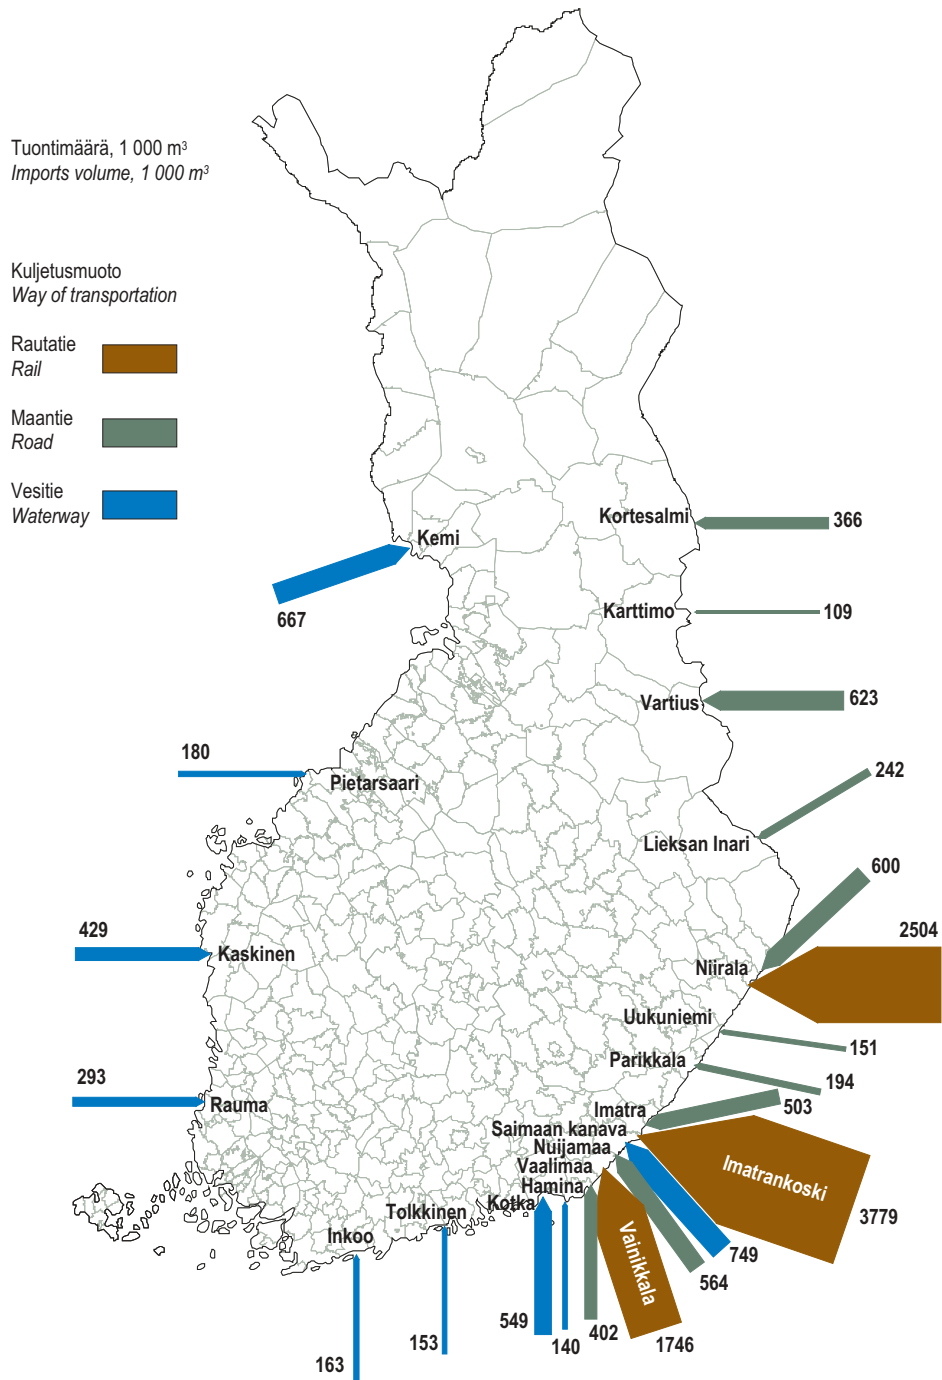 Tuontimäärä, 1 000 m³
Imports volume, 1 000 m³
Kuljetusmuoto
Way of transportation
Rautatie
Rail
Maantie
Road
Vesitie
Waterway
Kortesalmi
366
Kemi
667
Karttimo
109
Vartius
623
180
Pietarsaari
242
Lieksan Inari
600
429
Kaskinen
2504
Niirala
Uukuniemi
151
Parikkala
194
293
Rauma
503
Imatra
Saimaan kanava
Nuijamaa
Vaalimaa
Hamina
Kotka
Imatrankoski
3779
Tolkkinen
Inkoo
Vainikkala
749
564
549
402
140
1746
153
163